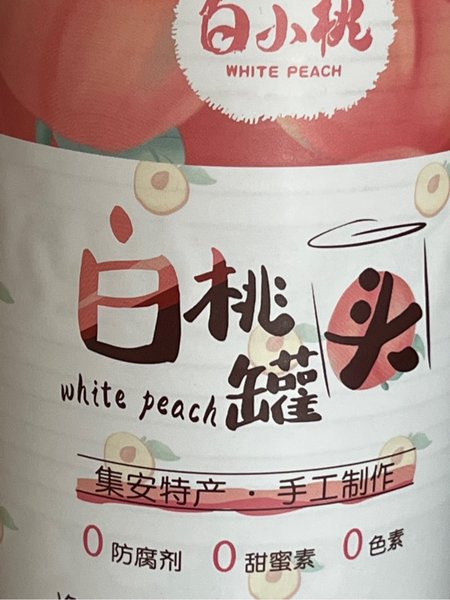 白小桃
WHITE PEACH
白桃罐头
white peach
集安特产·手工制作
0防腐剂 0甜蜜素 0色素